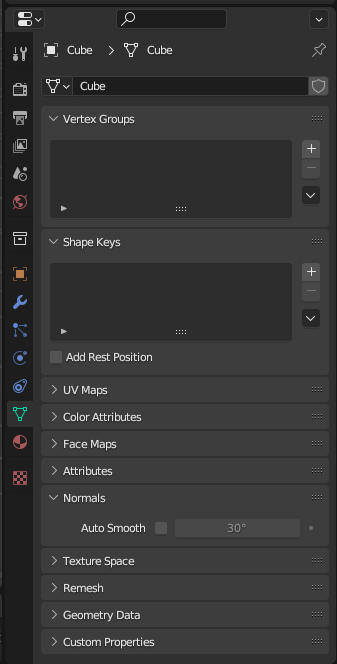 Cube Cube
Cube
Vertex Groups
Shape Keys
Add Rest Position
UV Maps
Color Attributes
Face Maps
Attributes
Normals
Auto Smooth 30°
Texture Space
Remesh
Geometry Data
Custom Properties